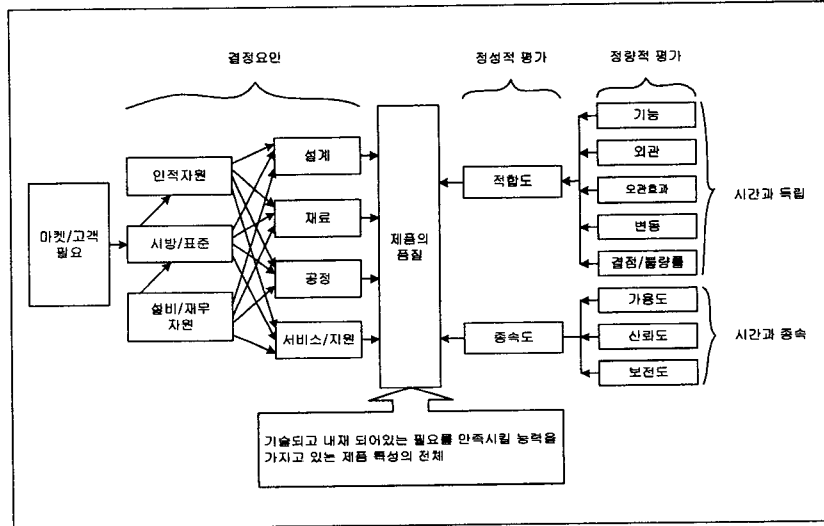 결정요인
정성적 평가
정량적 평가
마켓/고객
필요
인적자원
시방/표준
설비/재무
자원
설계
재료
공정
서비스/지원
제품의
품질
적합도
종속도
기능
외관
오관효과
변동
결점/불량률
가용도
신뢰도
보전도
시간과 독립
시간과 종속
기술되고 내재 되어있는 필요를 만족시킬 능력을
가지고 있는 제품 특성의 전체